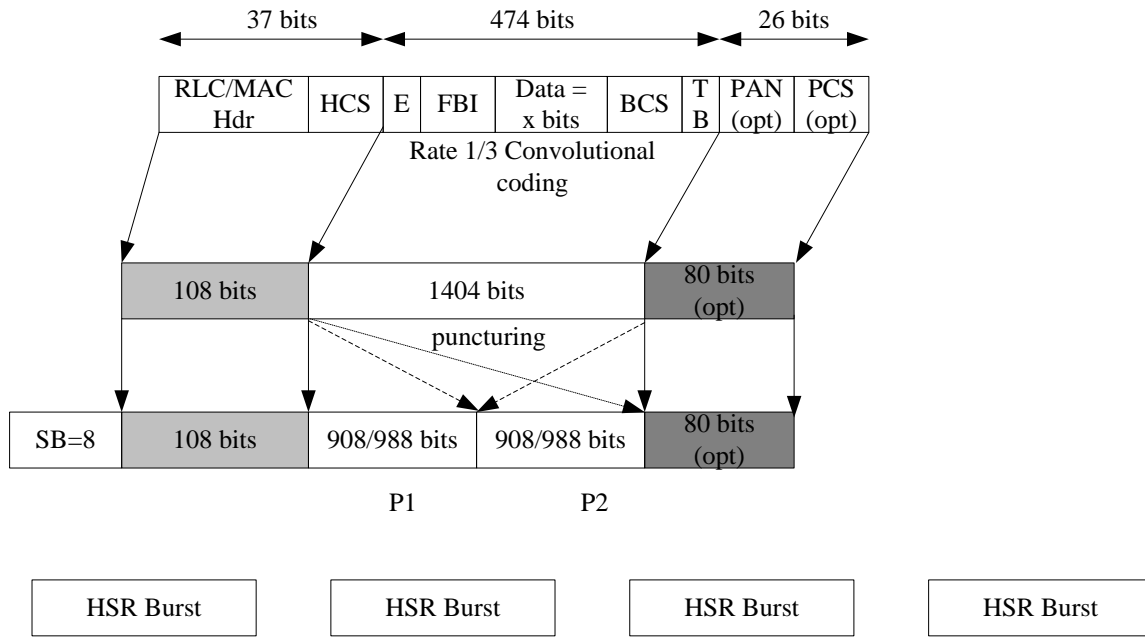 37 bits
474 bits
26 bits
RLC/MAC
Hdr
HCS
E
FBI
Data =
x bits
BCS
T
B
PAN
(opt)
PCS
(opt)
Rate 1/3 Convolutional
coding
108 bits
1404 bits
80 bits
(opt)
puncturing
SB=8
108 bits
908/988 bits
908/988 bits
80 bits
(opt)
P1
P2
HSR Burst
HSR Burst
HSR Burst
HSR Burst